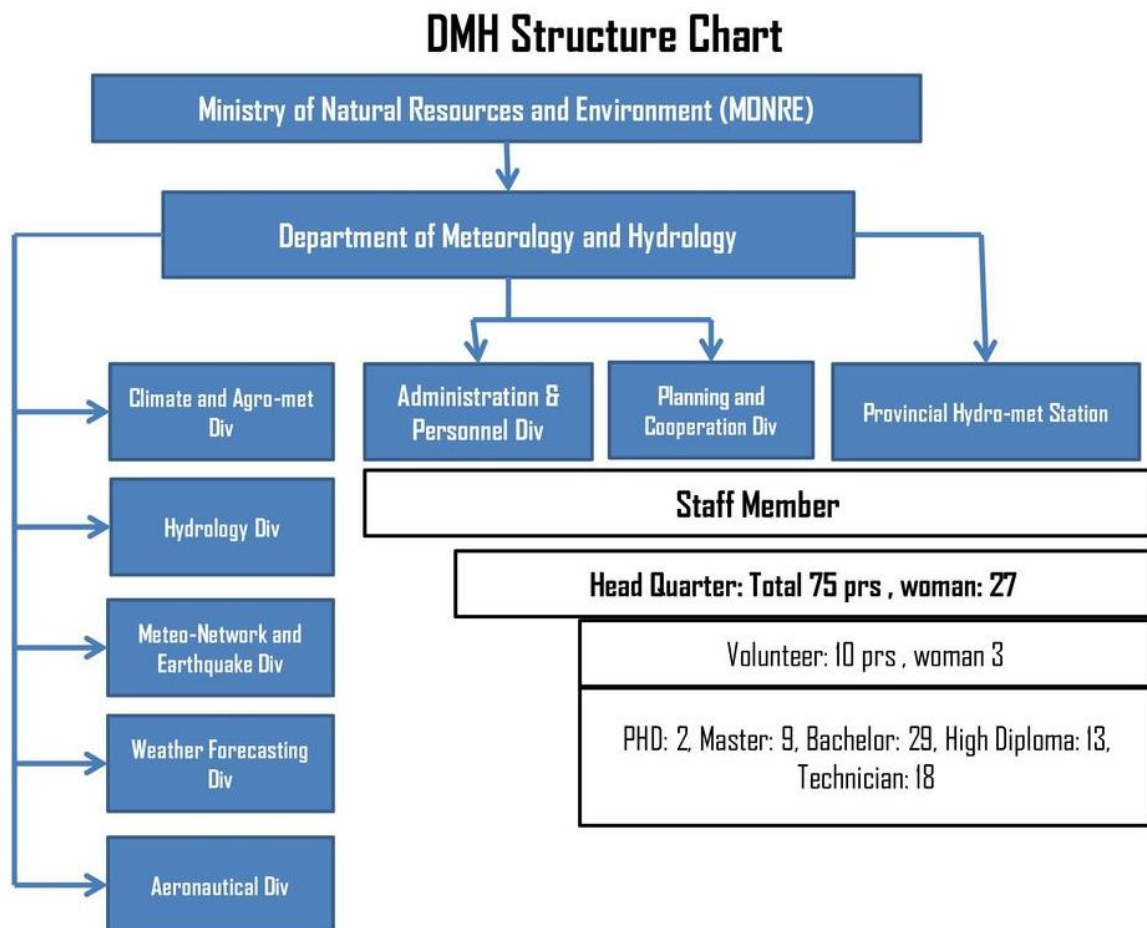 DMH Structure Chart
Ministry of Natural Resources and Environment (MONRE)
Department of Meteorology and Hydrology
Climate and Agro-met
Div
Administration &
Personnel Div
Planning and
Cooperation Div
Provincial Hydro-met Station
Hydrology Div
Meteo-Network and
Earthquake Div
Weather Forecasting
Div
Aeronautical Div
Staff Member
Head Quarter: Total 75 prs , woman: 27
Volunteer: 10 prs , woman 3
PHD: 2, Master: 9, Bachelor: 29, High Diploma: 13,
Technician: 18